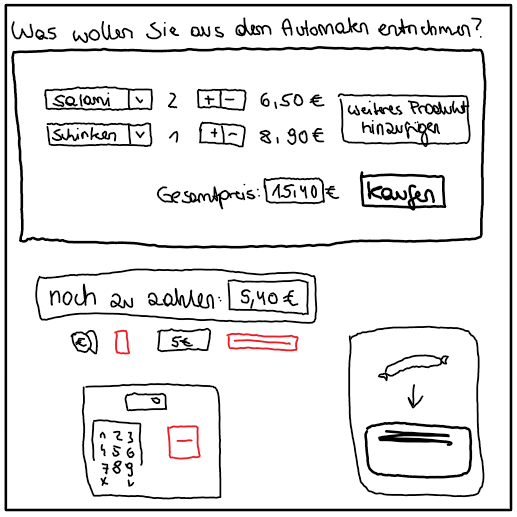 Was wollen Sie aus dem Automaten entnehmen?
Salami v 2 + - 6,50 €
Schinken v 1 + - 8,90 €
weiteres Produkt
hinzufügen
Gesamtpreis: 15,40 €
kaufen
noch zu zahlen: 5,40 €
€ 5€
0
1 2 3
4 5 6
7 8 9
x v